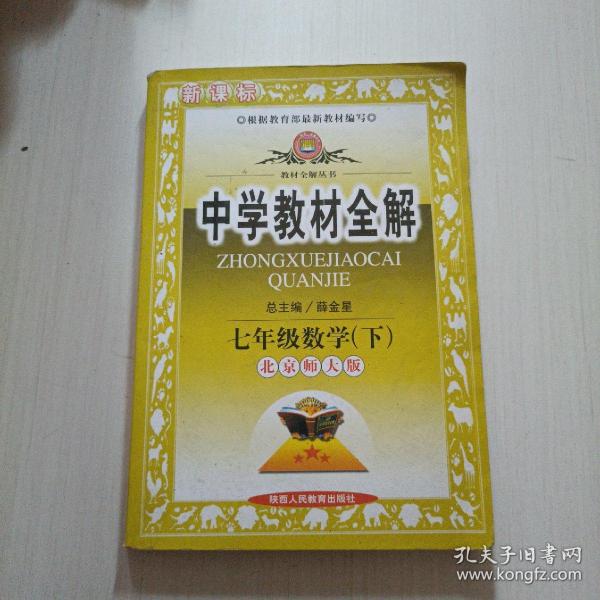 新课标
◎根据教育部最新教材编写◎
教材全解丛书
中学教材全解
ZHONGXUEJIAOCAI
QUANJIE
总主编/薛金星
七年级数学(下)
北京师大版
陕西人民教育出版社
孔夫子旧书网
www.kongfz.com